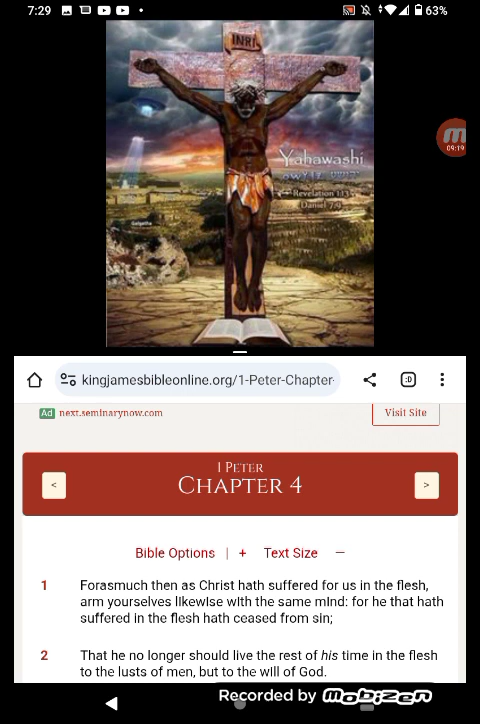 7:29
63%
INRI
Yahawashi
Revelation 1:13
Daniel 7:9
Golgatha
09:19
kingjamesbibleonline.org/1-Peter-Chapter-
:D
Ad next.seminarynow.com
Visit Site
I PETER
< CHAPTER 4 >
Bible Options | + Text Size −
1 Forasmuch then as Christ hath suffered for us in the flesh,
arm yourselves likewise with the same mind: for he that hath
suffered in the flesh hath ceased from sin;
2 That he no longer should live the rest of his time in the flesh
to the lusts of men, but to the will of God.
Recorded by Mobizen